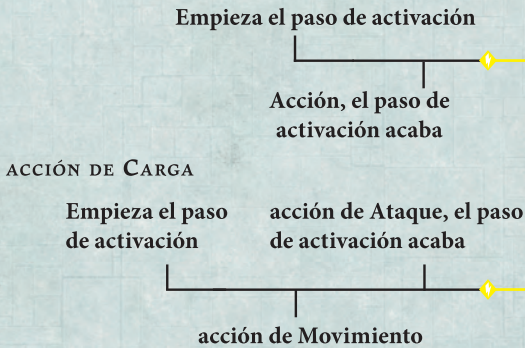 Empieza el paso de activación
Acción, el paso de
activación acaba
acción de Carga
Empieza el paso
de activación
acción de Ataque, el paso
de activación acaba
acción de Movimiento